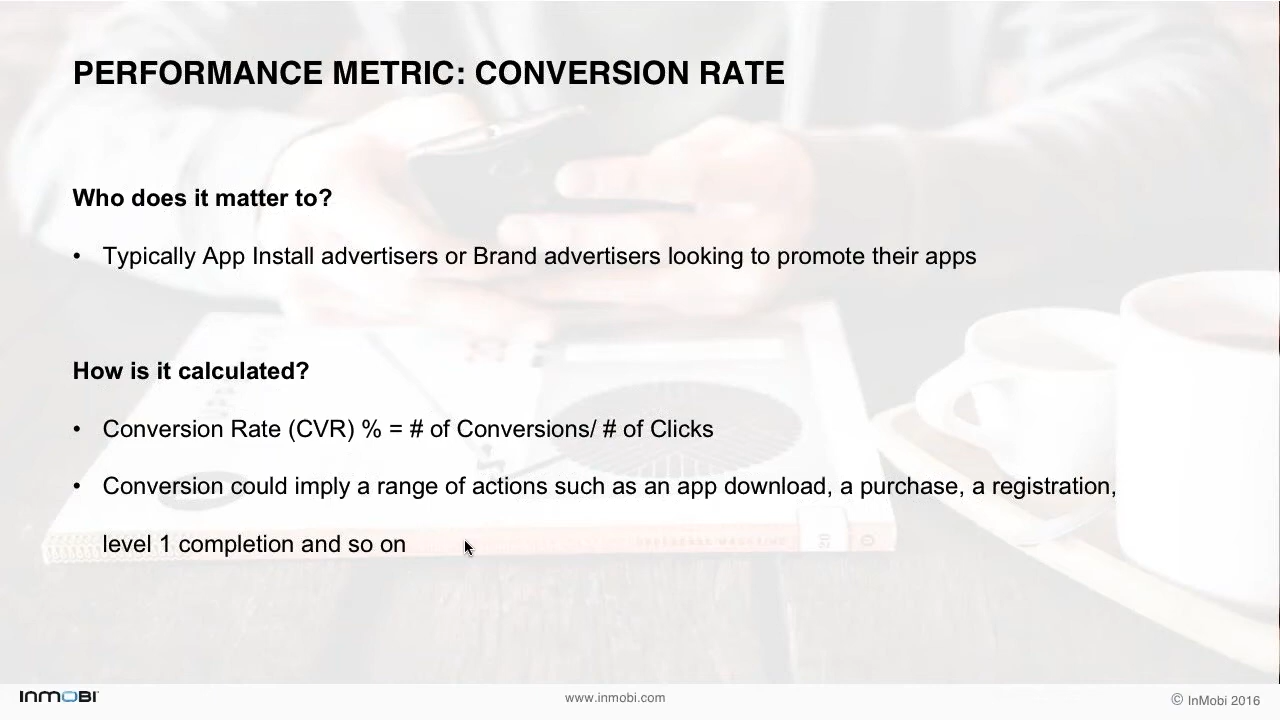 PERFORMANCE METRIC: CONVERSION RATE
Who does it matter to?
• Typically App Install advertisers or Brand advertisers looking to promote their apps
How is it calculated?
• Conversion Rate (CVR) % = # of Conversions/ # of Clicks
• Conversion could imply a range of actions such as an app download, a purchase, a registration,
level 1 completion and so on
INMOBI
www.inmobi.com
© InMobi 2016